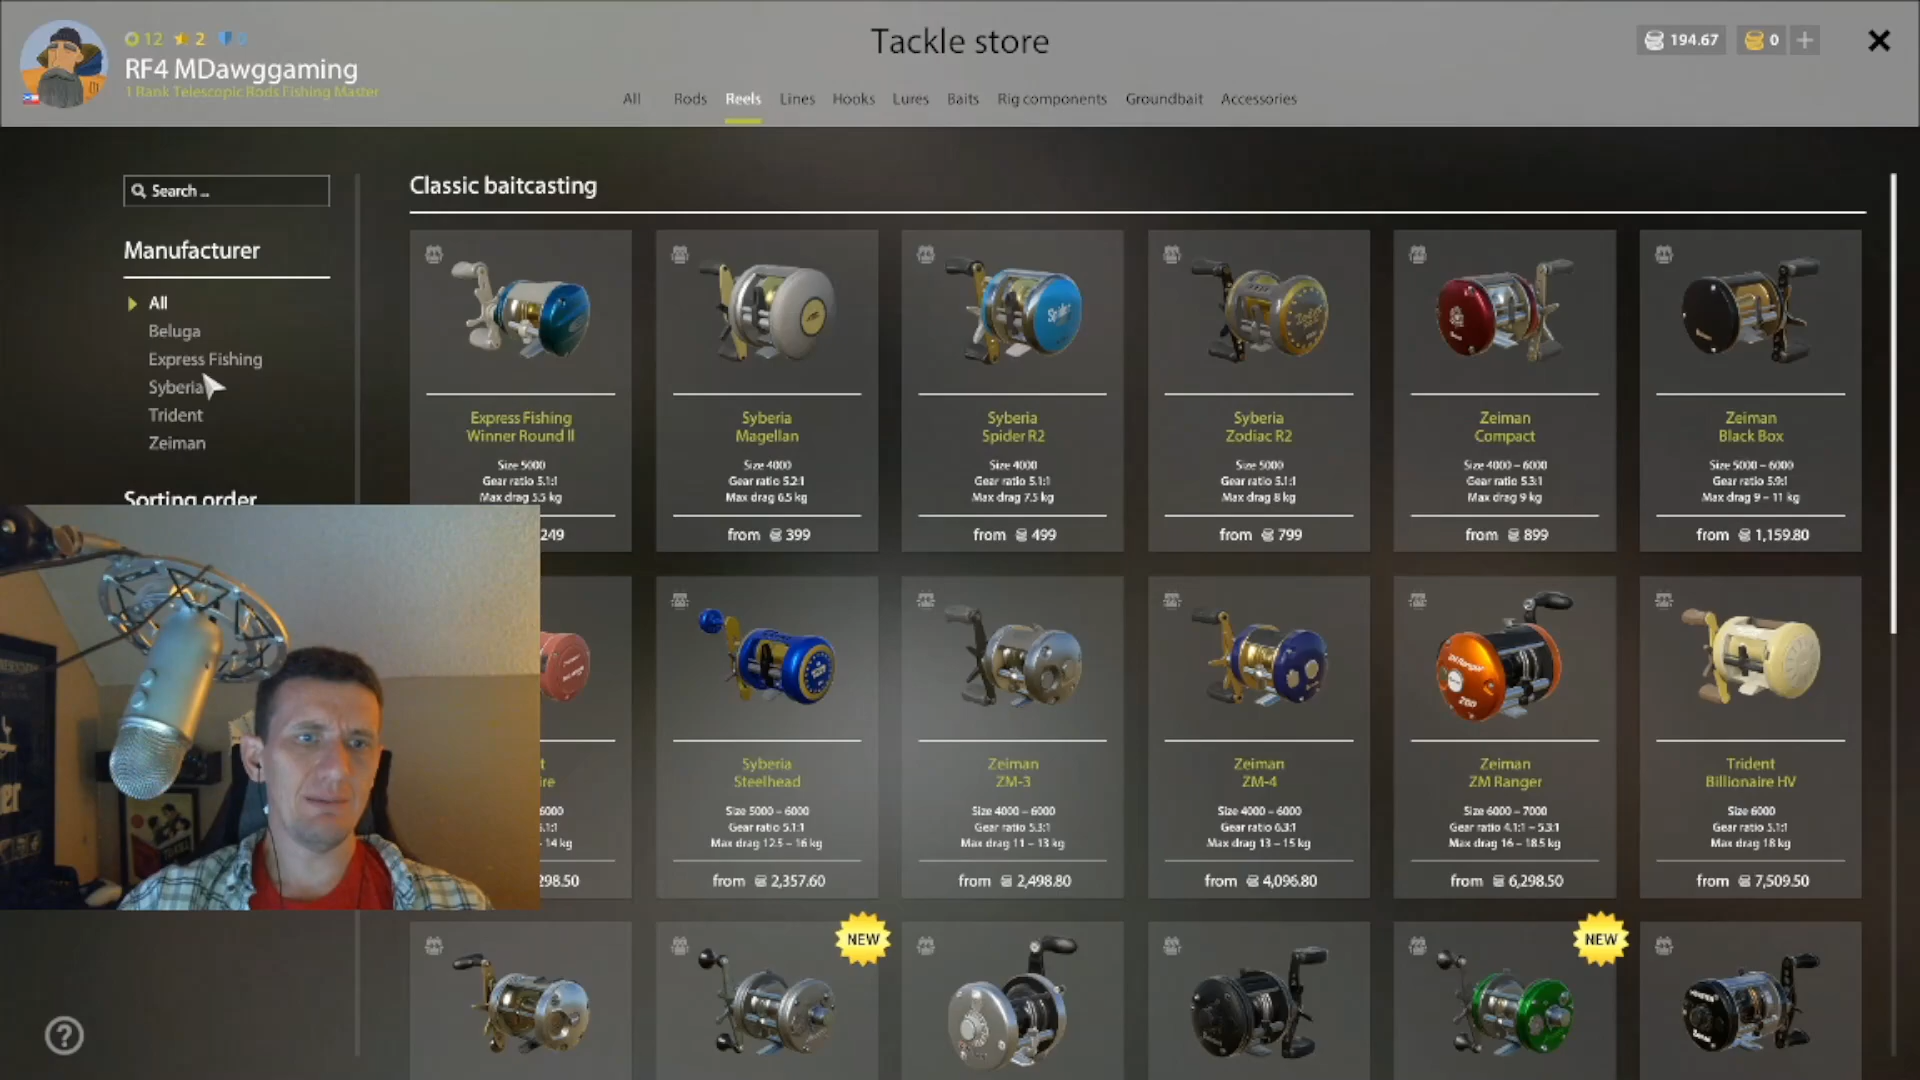 12 2
RF4 MDawggaming
1 Rank Telescopic Rods Fishing Master
Tackle store
194.67 0 +
All Rods Reels Lines Hooks Lures Baits Rig components Groundbait Accessories
Search ...
Manufacturer
All
Beluga
Express Fishing
Syberia
Trident
Zeiman
Sorting order
Classic baitcasting
Express Fishing
Winner Round II
Size 5000
Gear ratio 5.1:1
Max drag 5.5 kg
249
Syberia
Magellan
Size 4000
Gear ratio 5.2:1
Max drag 6.5 kg
from 399
Syberia
Spider R2
Size 4000
Gear ratio 5.1:1
Max drag 7.5 kg
from 499
Syberia
Zodiac R2
Size 5000
Gear ratio 5.1:1
Max drag 8 kg
from 799
Zeiman
Compact
Size 4000 – 6000
Gear ratio 5.3:1
Max drag 9 kg
from 899
Zeiman
Black Box
Size 5000 – 6000
Gear ratio 5.9:1
Max drag 9 – 11 kg
from 1,159.80
t
ire
6000
5.1:1
– 14 kg
298.50
Syberia
Steelhead
Size 5000 – 6000
Gear ratio 5.1:1
Max drag 12.5 – 16 kg
from 2,357.60
Zeiman
ZM-3
Size 4000 – 6000
Gear ratio 5.3:1
Max drag 11 – 13 kg
from 2,498.80
Zeiman
ZM-4
Size 4000 – 6000
Gear ratio 6.3:1
Max drag 13 – 15 kg
from 4,096.80
Zeiman
ZM Ranger
Size 6000 – 7000
Gear ratio 4.1:1 – 5.3:1
Max drag 16 – 18.5 kg
from 6,298.50
Trident
Billionaire HV
Size 6000
Gear ratio 5.1:1
Max drag 18 kg
from 7,509.50
NEW
NEW
?